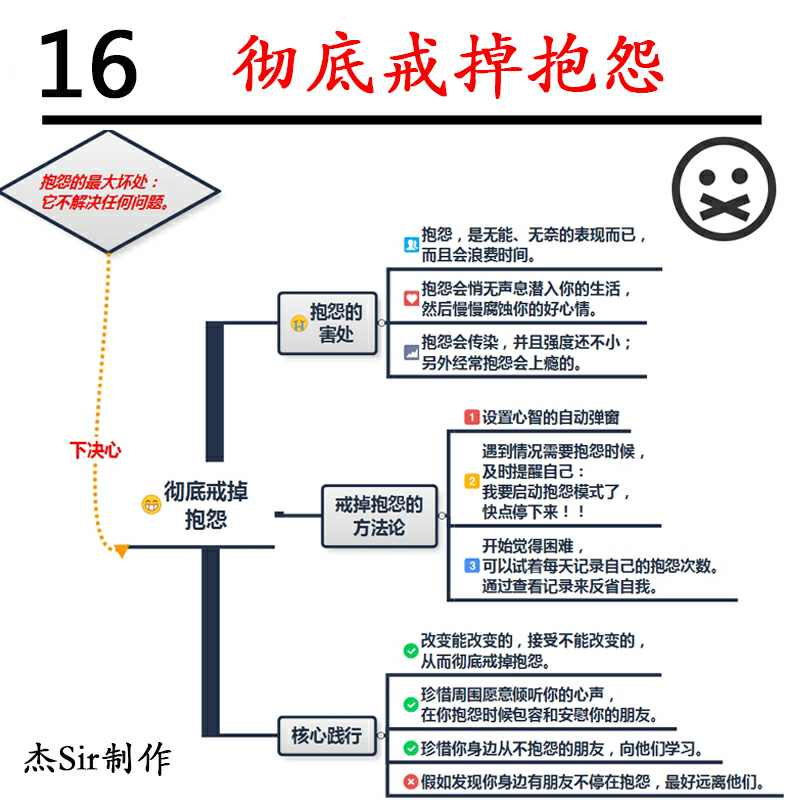 16
彻底戒掉抱怨
抱怨的最大坏处：
它不解决任何问题。
下决心
彻底戒掉
抱怨
抱怨的
害处
抱怨，是无能、无奈的表现而已，
而且会浪费时间。
抱怨会悄无声息潜入你的生活，
然后慢慢腐蚀你的好心情。
抱怨会传染，并且强度还不小；
另外经常抱怨会上瘾的。
戒掉抱怨的
方法论
1 设置心智的自动弹窗
遇到情况需要抱怨时候，
及时提醒自己：
2
我要启动抱怨模式了，
快点停下来！！
开始觉得困难，
3 可以试着每天记录自己的抱怨次数。
通过查看记录来反省自我。
核心践行
改变能改变的，接受不能改变的，
从而彻底戒掉抱怨。
珍惜周围愿意倾听你的心声，
在你抱怨时候包容和安慰你的朋友。
珍惜你身边从不抱怨的朋友，向他们学习。
假如发现你身边有朋友不停在抱怨，最好远离他们。
杰Sir制作